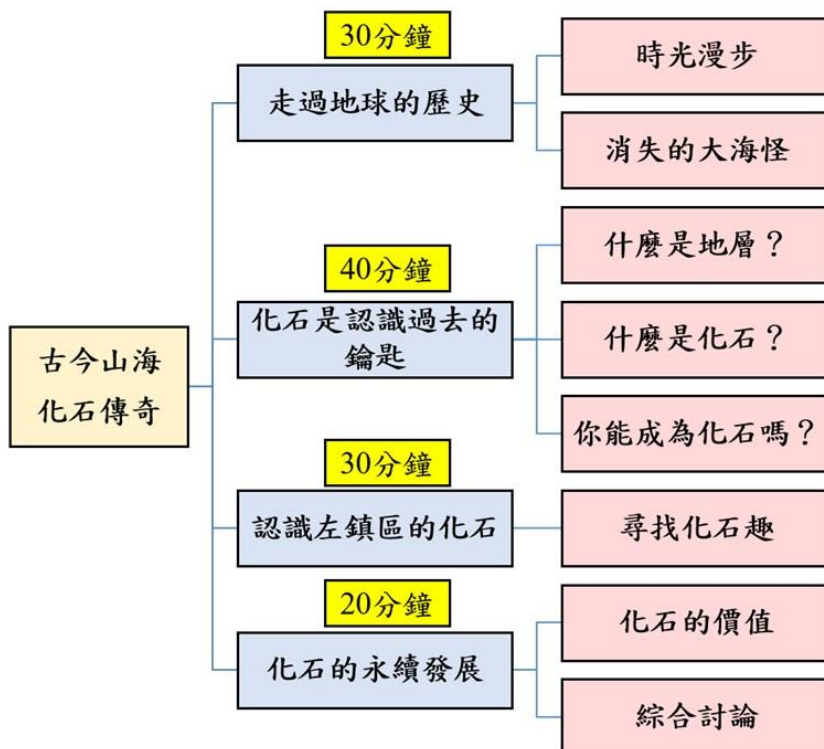 古今山海
化石傳奇
30分鐘
走過地球的歷史
時光漫步
消失的大海怪
40分鐘
化石是認識過去的
鑰匙
什麼是地層？
什麼是化石？
你能成為化石嗎？
30分鐘
認識左鎮區的化石
尋找化石趣
20分鐘
化石的永續發展
化石的價值
綜合討論